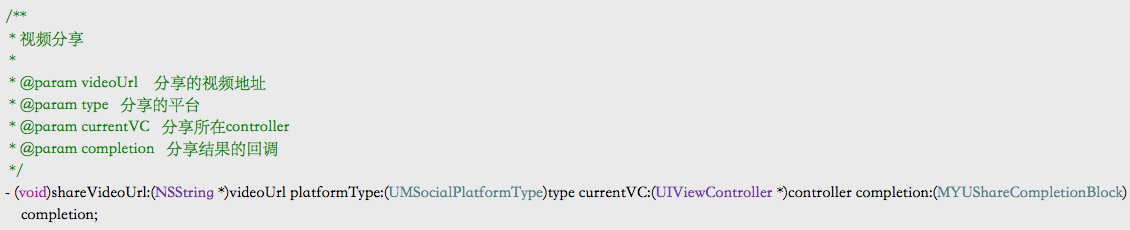 /**
 * 视频分享
 *
 * @param videoUrl    分享的视频地址
 * @param type   分享的平台
 * @param currentVC   分享所在controller
 * @param completion   分享结果的回调
 */
- (void)shareVideoUrl:(NSString *)videoUrl platformType:(UMSocialPlatformType)type currentVC:(UIViewController *)controller completion:(MYUShareCompletionBlock)
completion;